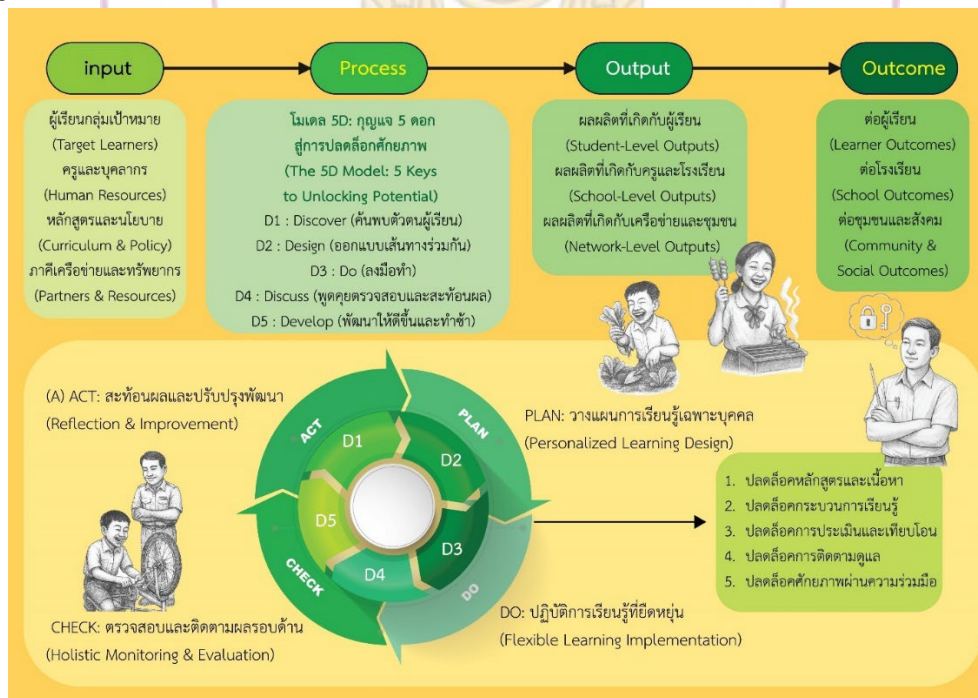 input
Process
Output
Outcome
ผู้เรียนกลุ่มเป้าหมาย
(Target Learners)
ครูและบุคลากร
(Human Resources)
หลักสูตรและนโยบาย
(Curriculum & Policy)
ภาคีเครือข่ายและทรัพยากร
(Partners & Resources)
โมเดล 5D: กุญแจ 5 ดอก
สู่การปลดล็อกศักยภาพ
(The 5D Model: 5 Keys
to Unlocking Potential)
D1 : Discover (ค้นพบตัวตนผู้เรียน)
D2 : Design (ออกแบบเส้นทางร่วมกัน)
D3 : Do (ลงมือทำ)
D4 : Discuss (พูดคุยตรวจสอบและสะท้อนผล)
D5 : Develop (พัฒนาให้ดีขึ้นและทำซ้ำ)
ผลผลิตที่เกิดกับผู้เรียน
(Student-Level Outputs)
ผลผลิตที่เกิดกับครูและโรงเรียน
(School-Level Outputs)
ผลผลิตที่เกิดกับเครือข่ายและชุมชน
(Network-Level Outputs)
ต่อผู้เรียน
(Learner Outcomes)
ต่อโรงเรียน
(School Outcomes)
ต่อชุมชนและสังคม
(Community &
Social Outcomes)
(A) ACT: สะท้อนผลและปรับปรุงพัฒนา
(Reflection & Improvement)
ACT
PLAN
DO
CHECK
D1
D2
D3
D4
D5
PLAN: วางแผนการเรียนรู้เฉพาะบุคคล
(Personalized Learning Design)
1. ปลดล็อคหลักสูตรและเนื้อหา
2. ปลดล็อคกระบวนการเรียนรู้
3. ปลดล็อคการประเมินและเทียบโอน
4. ปลดล็อคการติดตามดูแล
5. ปลดล็อคศักยภาพผ่านความร่วมมือ
CHECK: ตรวจสอบและติดตามผลรอบด้าน
(Holistic Monitoring & Evaluation)
DO: ปฏิบัติการเรียนรู้ที่ยืดหยุ่น
(Flexible Learning Implementation)